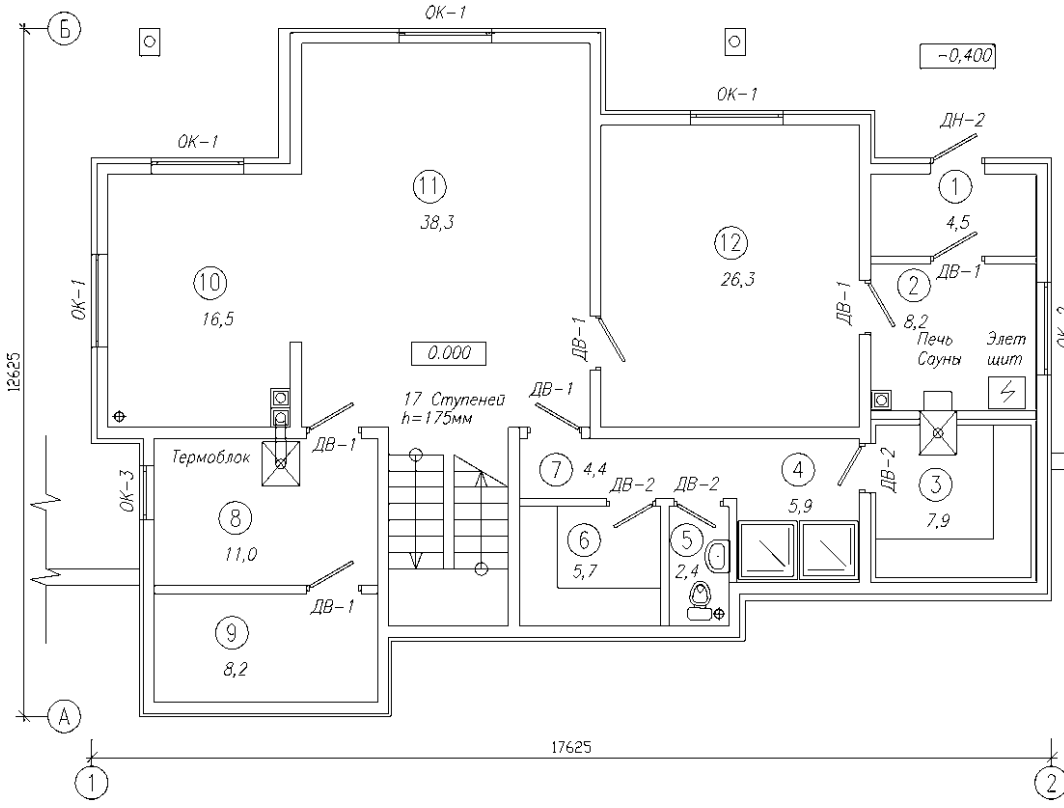 ОК-1
Б
-0,400
ОК-1
ДН-2
ОК-1
11
38,3
1
4,5
12
26,3
ДВ-1
10
16,5
2
8,2
ОК-1
ДВ-1
ДВ-1
ОК-2
Печь
Сауны
Элет
щит
0.000
12625
17 Ступеней
h=175мм
ДВ-1
ДВ-1
Термоблок
7
4,4
4
5,9
ДВ-2
3
7,9
ОК-3
ДВ-2
ДВ-2
8
11,0
6
5,7
5
2,4
ДВ-1
9
8,2
А
17625
1
2